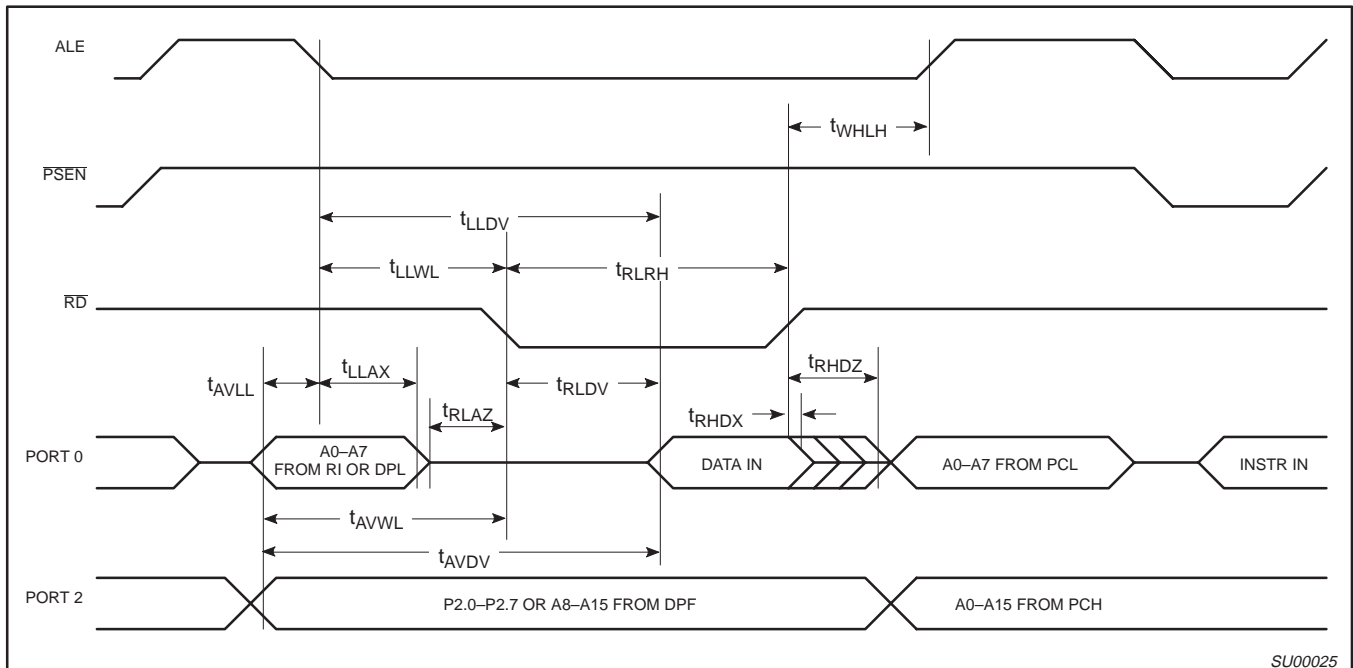 ALE
tWHLH
PSEN
tLLDV
tLLWL
tRLRH
RD
tAVLL
tLLAX
tRLDV
tRHDZ
tRLAZ
tRHDX
PORT 0
A0–A7
FROM RI OR DPL
DATA IN
A0–A7 FROM PCL
INSTR IN
tAVWL
tAVDV
PORT 2
P2.0–P2.7 OR A8–A15 FROM DPF
A0–A15 FROM PCH
SU00025